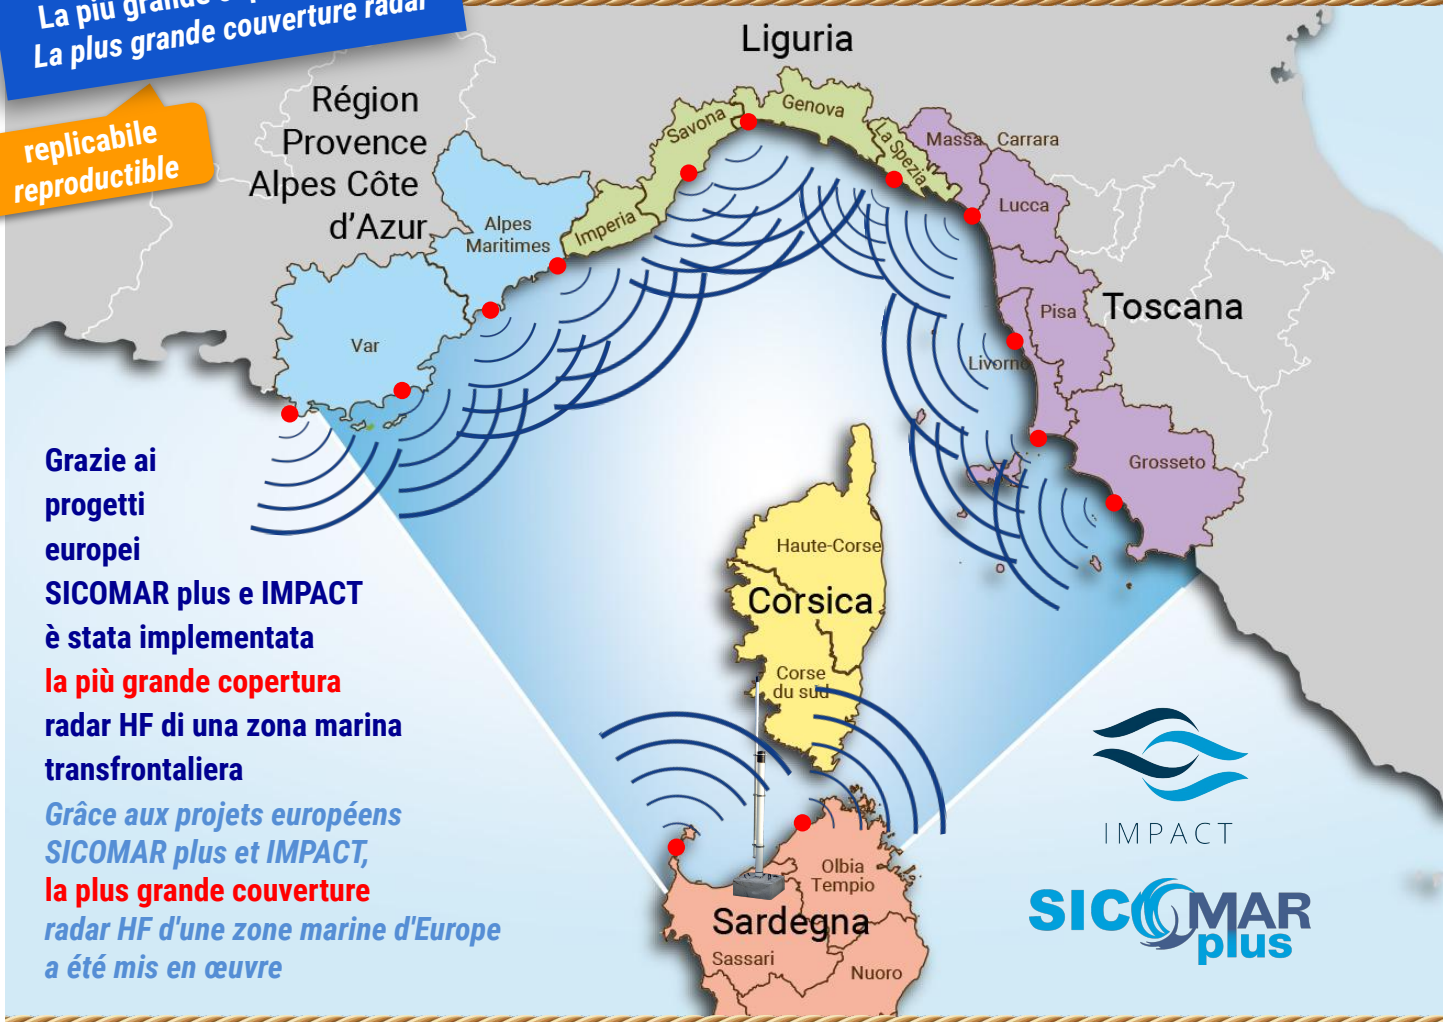 La più grande
La plus grande couverture radar
replicabile
reproductible
Liguria
Région
Provence
Alpes Côte
d’Azur
Savona
Genova
La Spezia
Massa Carrara
Lucca
Imperia
Alpes
Maritimes
Var
Pisa
Toscana
Livorno
Grosseto
Haute-Corse
Corsica
Corse
du sud
Olbia
Tempio
Sardegna
Sassari
Nuoro
Grazie ai
progetti
europei
SICOMAR plus e IMPACT
è stata implementata
la più grande copertura
radar HF di una zona marina
transfrontaliera
Grâce aux projets européens
SICOMAR plus et IMPACT,
la plus grande couverture
radar HF d'une zone marine d'Europe
a été mis en œuvre
IMPACT
SICOMAR
plus